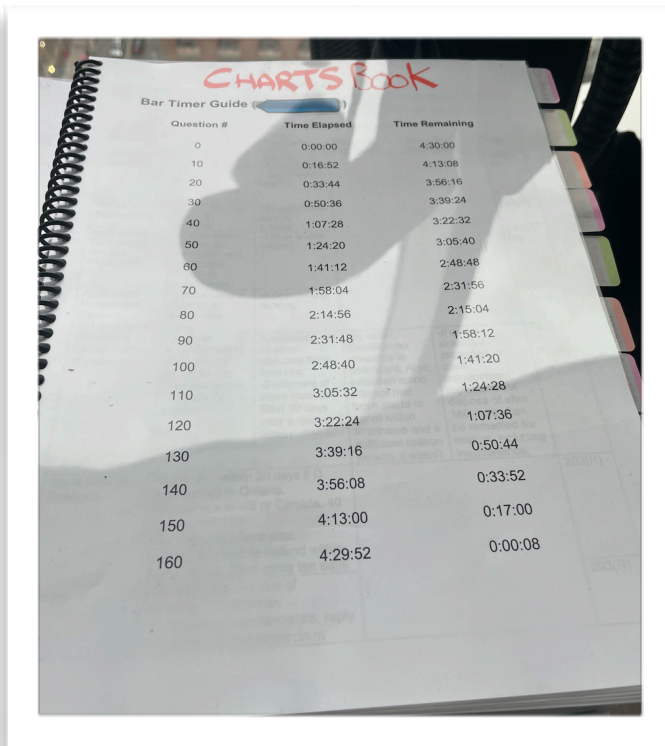 CHARTS BOOK
Bar Timer Guide ( )
Question # Time Elapsed Time Remaining
0 0:00:00 4:30:00
10 0:16:52 4:13:08
20 0:33:44 3:56:16
30 0:50:36 3:39:24
40 1:07:28 3:22:32
50 1:24:20 3:05:40
60 1:41:12 2:48:48
70 1:58:04 2:31:56
80 2:14:56 2:15:04
90 2:31:48 1:58:12
100 2:48:40 1:41:20
110 3:05:32 1:24:28
120 3:22:24 1:07:36
130 3:39:16 0:50:44
140 3:56:08 0:33:52
150 4:13:00 0:17:00
160 4:29:52 0:00:08